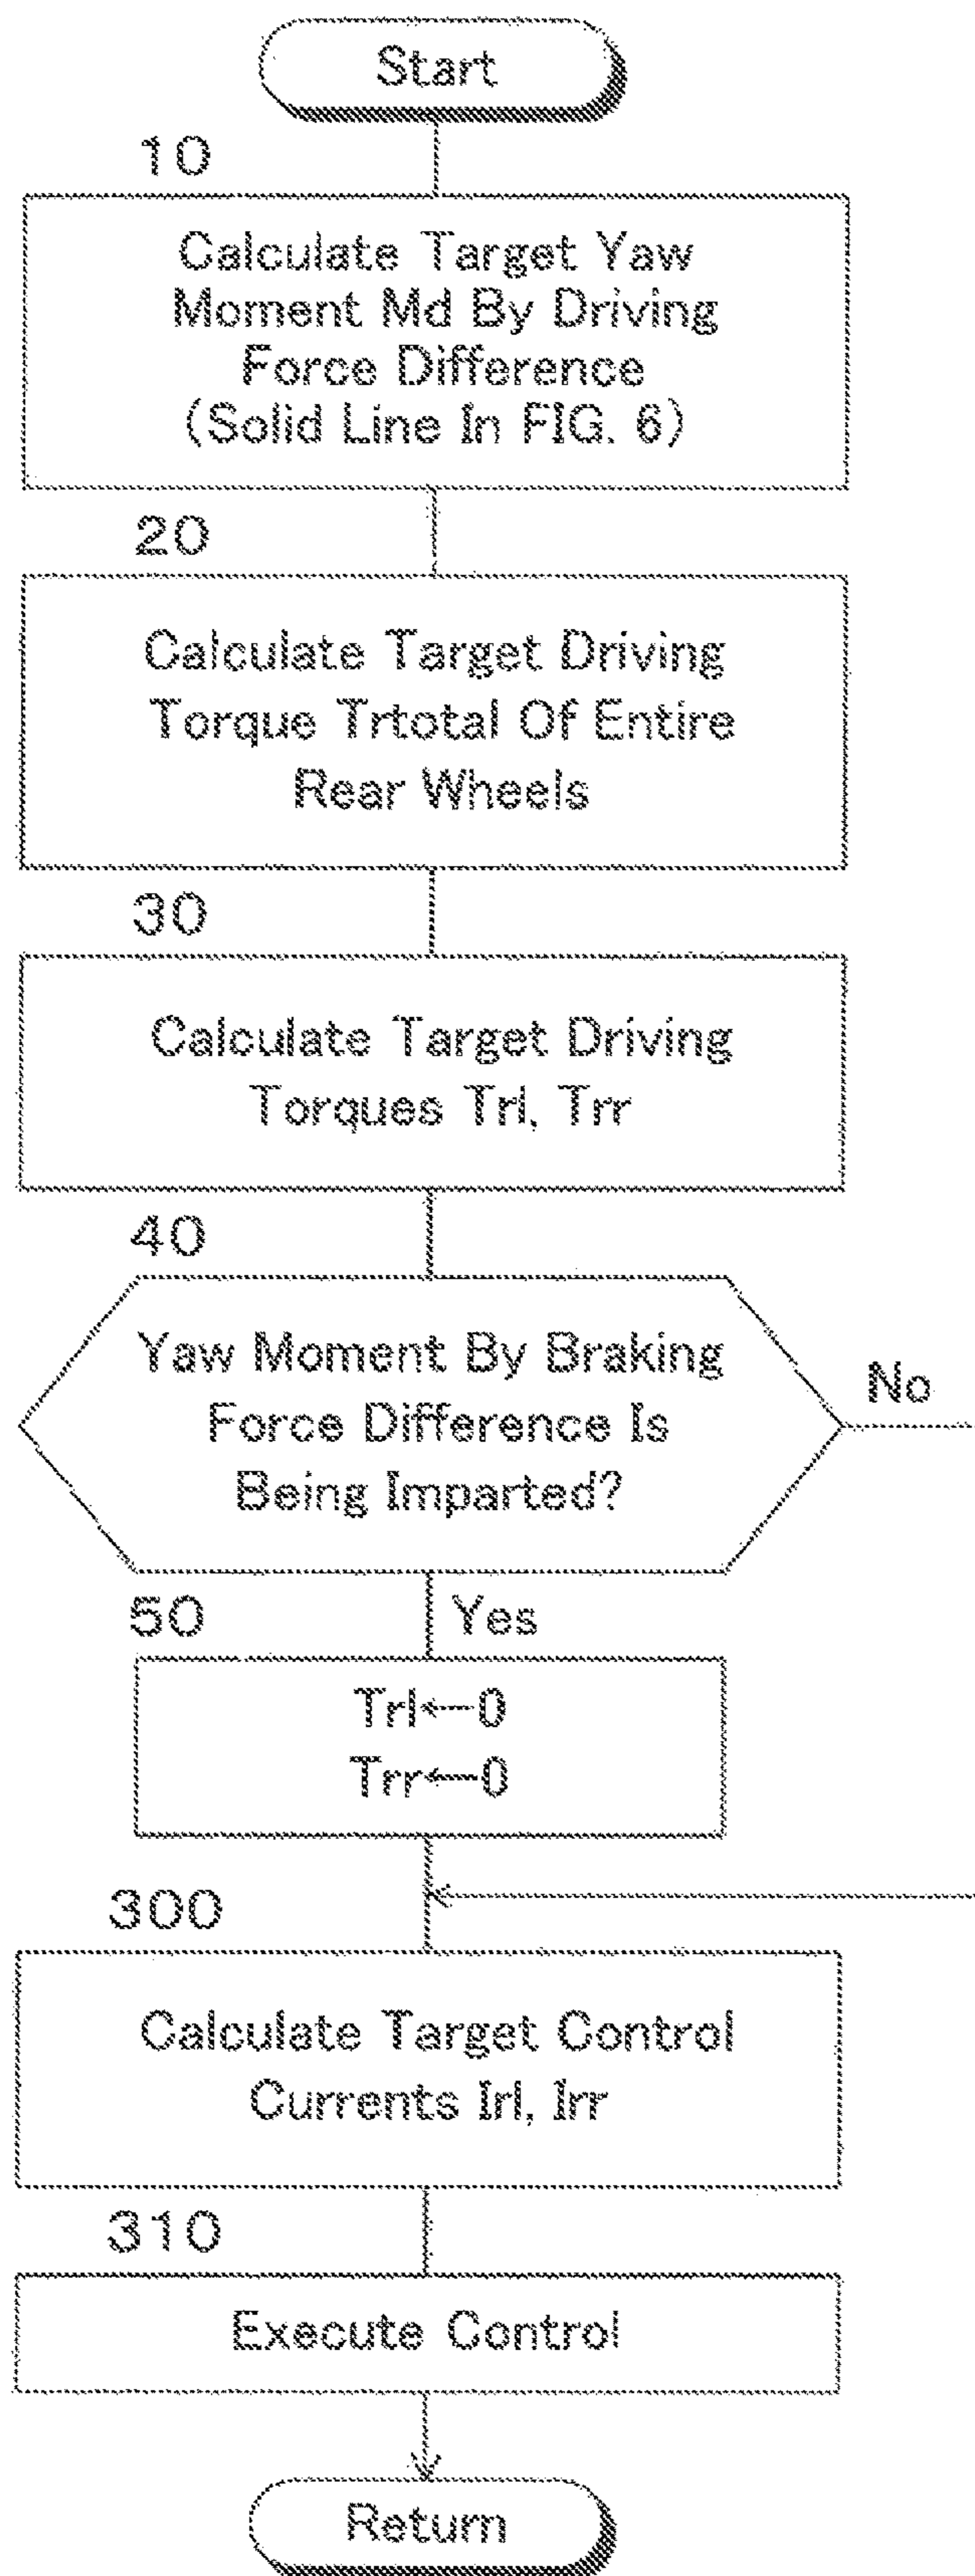 Start
10
Calculate Target Yaw
Moment Md By Driving
Force Difference
(Solid Line In FIG. 6)
20
Calculate Target Driving
Torque Trtotal Of Entire
Rear Wheels
30
Calculate Target Driving
Torques Trl, Trr
40
Yaw Moment By Braking
Force Difference Is
Being Imparted?
No
50
Yes
Trl←0
Trr←0
300
Calculate Target Control
Currents Irl, Irr
310
Execute Control
Return